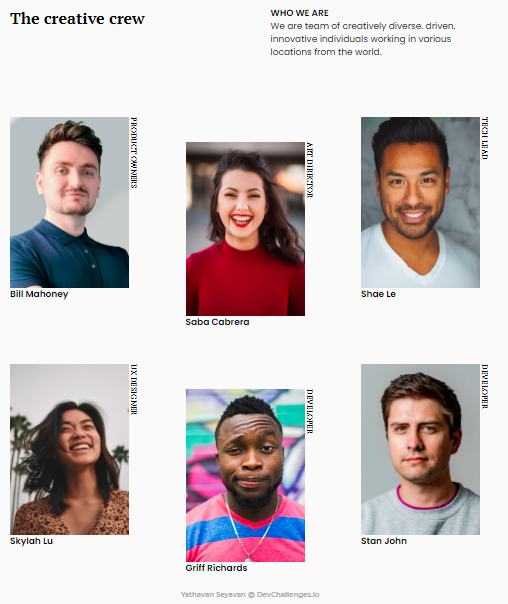 The creative crew
WHO WE ARE
We are team of creatively diverse. driven.
innovative individuals working in various
locations from the world.
PRODUCT OWNERS
Bill Mahoney
ART DIRECTOR
Saba Cabrera
TECH LEAD
Shae Le
UX DESIGNER
Skylah Lu
DEVELOPER
Griff Richards
DEVELOPER
Stan John
Yathavan Seyavan @ DevChallenges.io